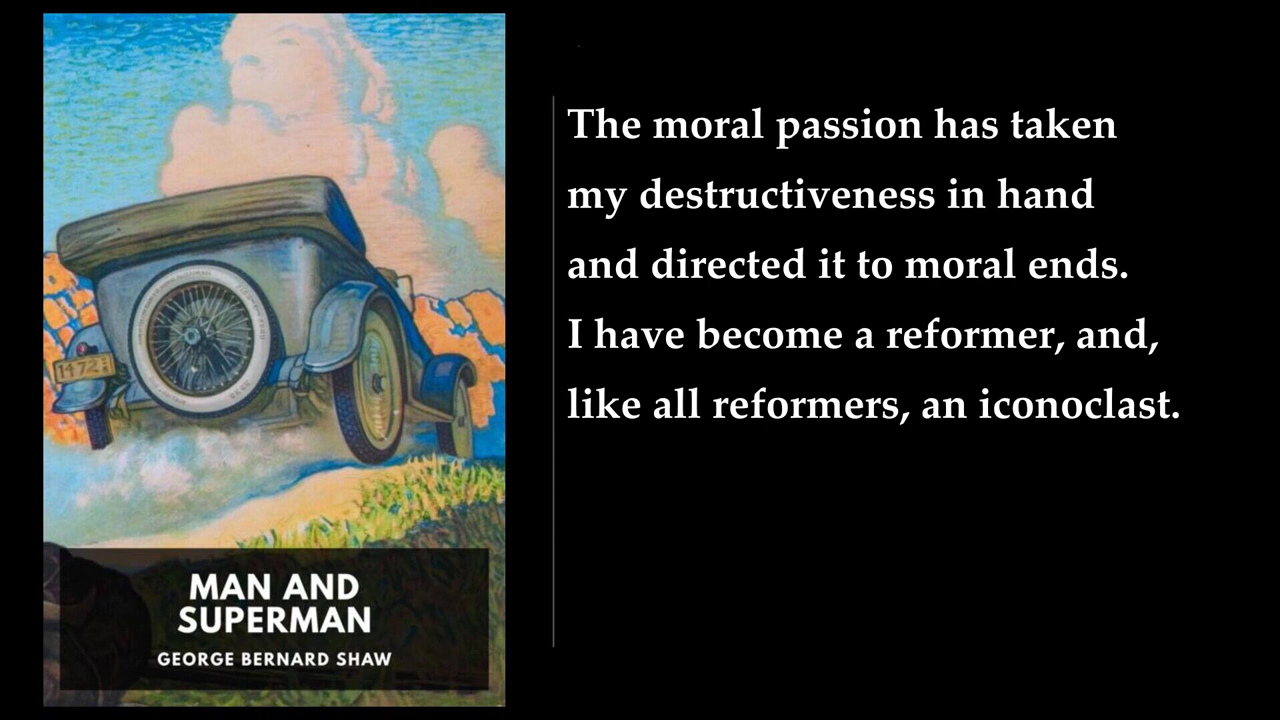 The moral passion has taken
my destructiveness in hand
and directed it to moral ends.
I have become a reformer, and,
like all reformers, an iconoclast.
1472
MAN AND
SUPERMAN
GEORGE BERNARD SHAW